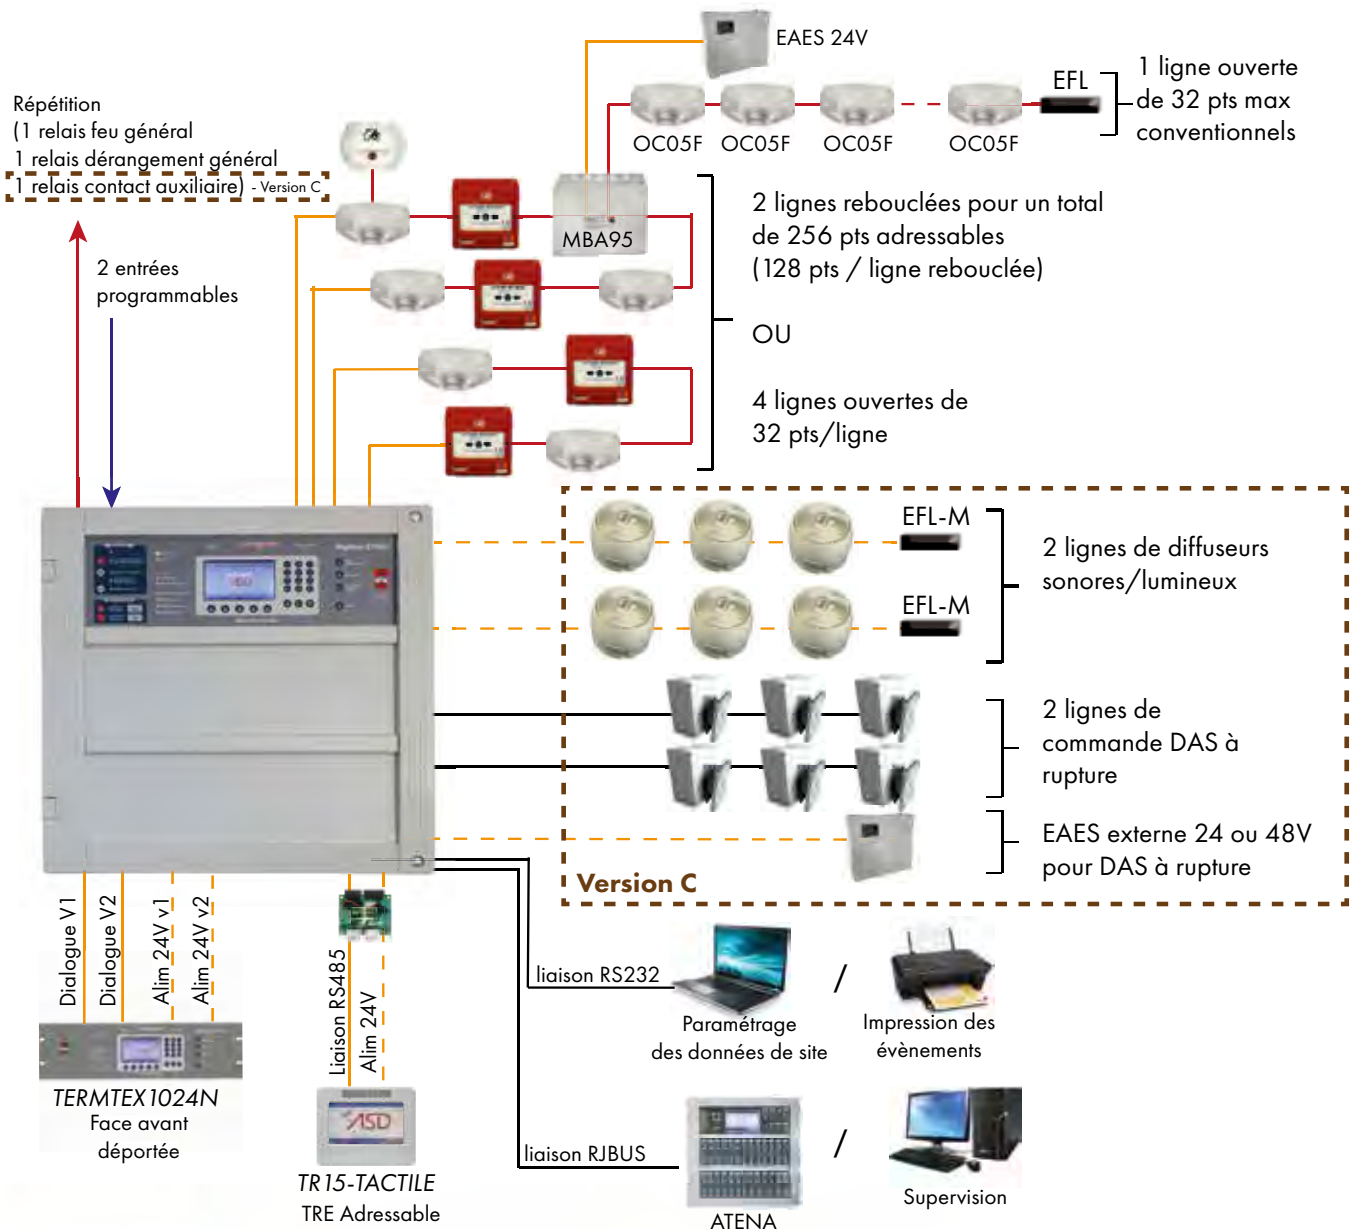 EAES 24V
EFL
1 ligne ouverte
de 32 pts max
conventionnels
OC05F OC05F OC05F OC05F
Répétition
(1 relais feu général
1 relais dérangement général
1 relais contact auxiliaire) - Version C
MBA95
2 lignes rebouclées pour un total
de 256 pts adressables
(128 pts / ligne rebouclée)
2 entrées
programmables
OU
4 lignes ouvertes de
32 pts/ligne
EFL-M
2 lignes de diffuseurs
sonores/lumineux
EFL-M
2 lignes de
commande DAS à
rupture
EAES externe 24 ou 48V
pour DAS à rupture
Version C
Dialogue V1
Dialogue V2
Alim 24V v1
Alim 24V v2
Liaison RS485
Alim 24V
liaison RS232
/
Paramétrage
des données de site
Impression des
évènements
TERMTEX1024N
Face avant
déportée
ASD
TR15-TACTILE
TRE Adressable
liaison RJBUS
/
ATENA
Supervision